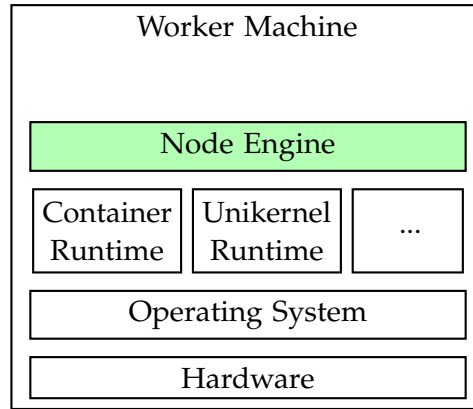 Worker Machine
Node Engine
Container
Runtime
Unikernel
Runtime
...
Operating System
Hardware